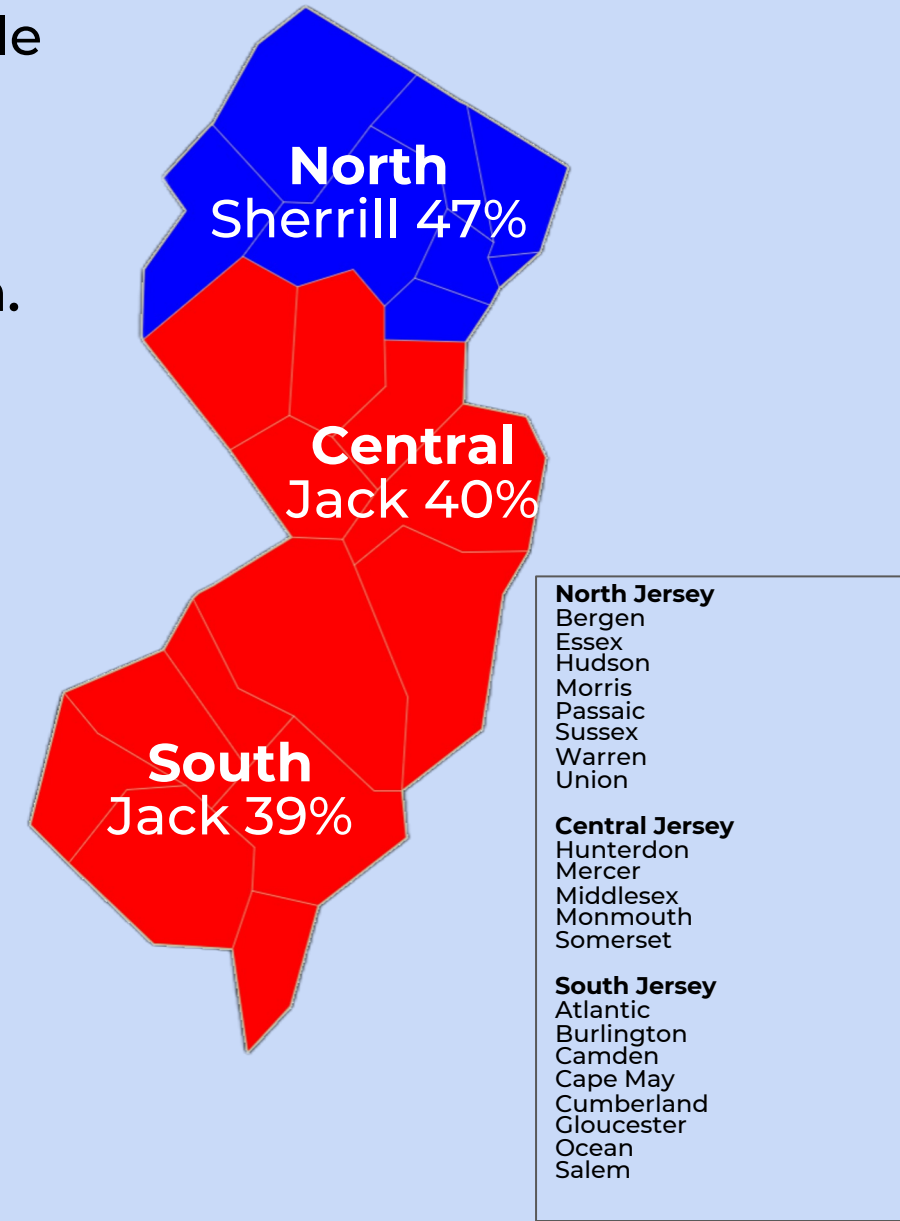 le
n.
North
Sherrill 47%
Central
Jack 40%
South
Jack 39%
North Jersey
Bergen
Essex
Hudson
Morris
Passaic
Sussex
Warren
Union
Central Jersey
Hunterdon
Mercer
Middlesex
Monmouth
Somerset
South Jersey
Atlantic
Burlington
Camden
Cape May
Cumberland
Gloucester
Ocean
Salem